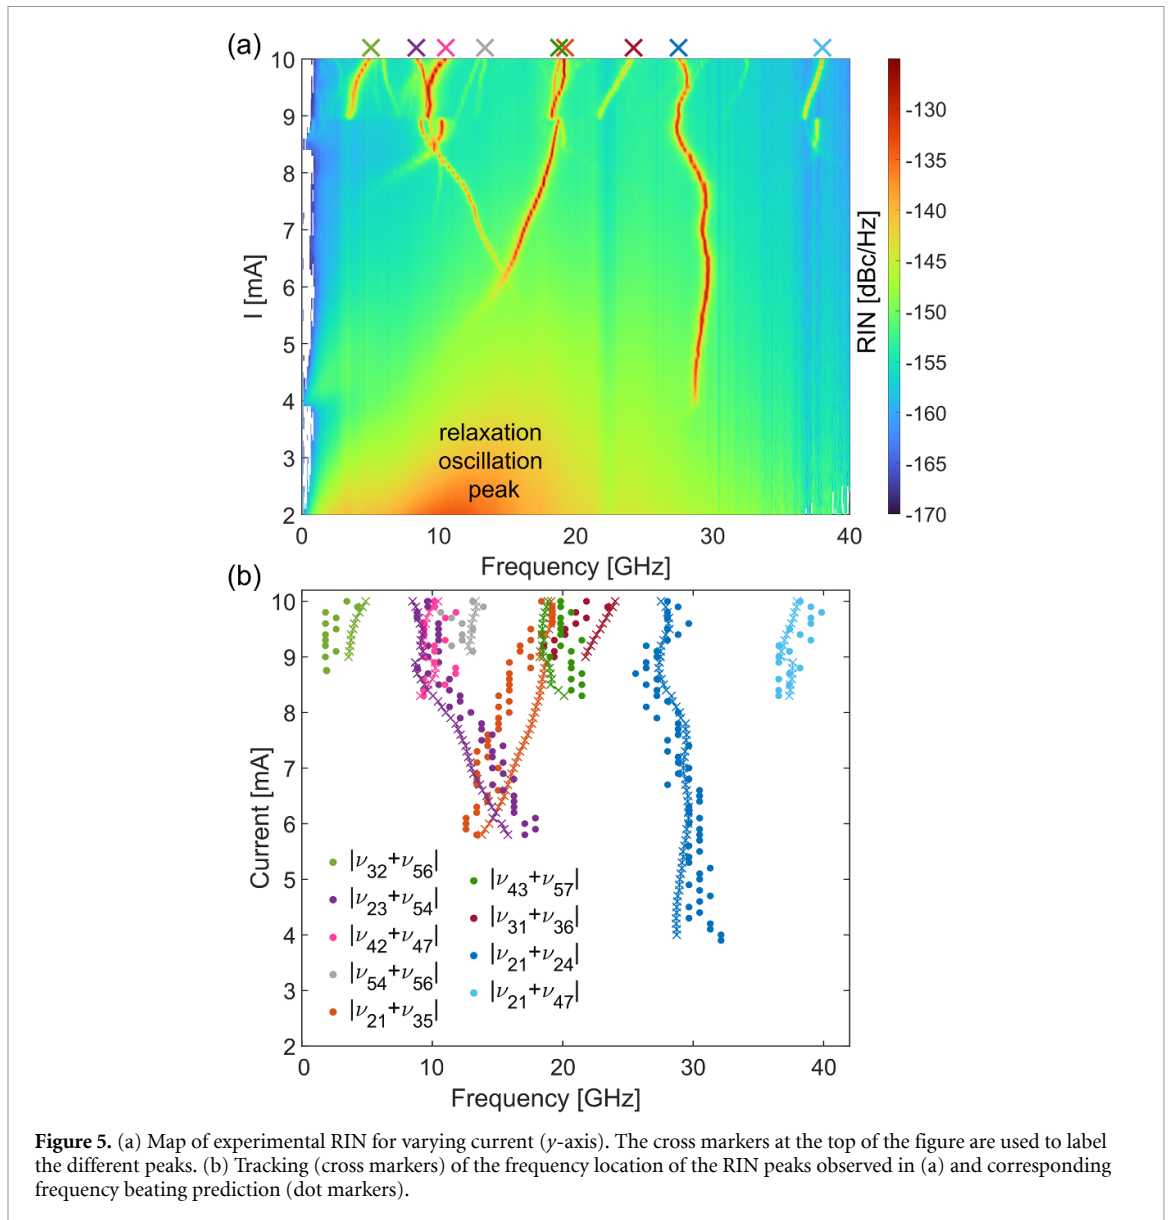 (a)
10
9
8
7
6
5
4
3
2
I [mA]
relaxation
oscillation
peak
0
10
20
30
40
Frequency [GHz]
-130
-135
-140
-145
-150
-155
-160
-165
-170
RIN [dBc/Hz]
(b)
10
9
8
7
6
5
4
3
2
Current [mA]
|ν32+ν56|
|ν23+ν54|
|ν42+ν47|
|ν54+ν56|
|ν21+ν35|
|ν43+ν57|
|ν31+ν36|
|ν21+ν24|
|ν21+ν47|
0
10
20
30
40
Frequency [GHz]
Figure 5. (a) Map of experimental RIN for varying current (y-axis). The cross markers at the top of the figure are used to label
the different peaks. (b) Tracking (cross markers) of the frequency location of the RIN peaks observed in (a) and corresponding
frequency beating prediction (dot markers).